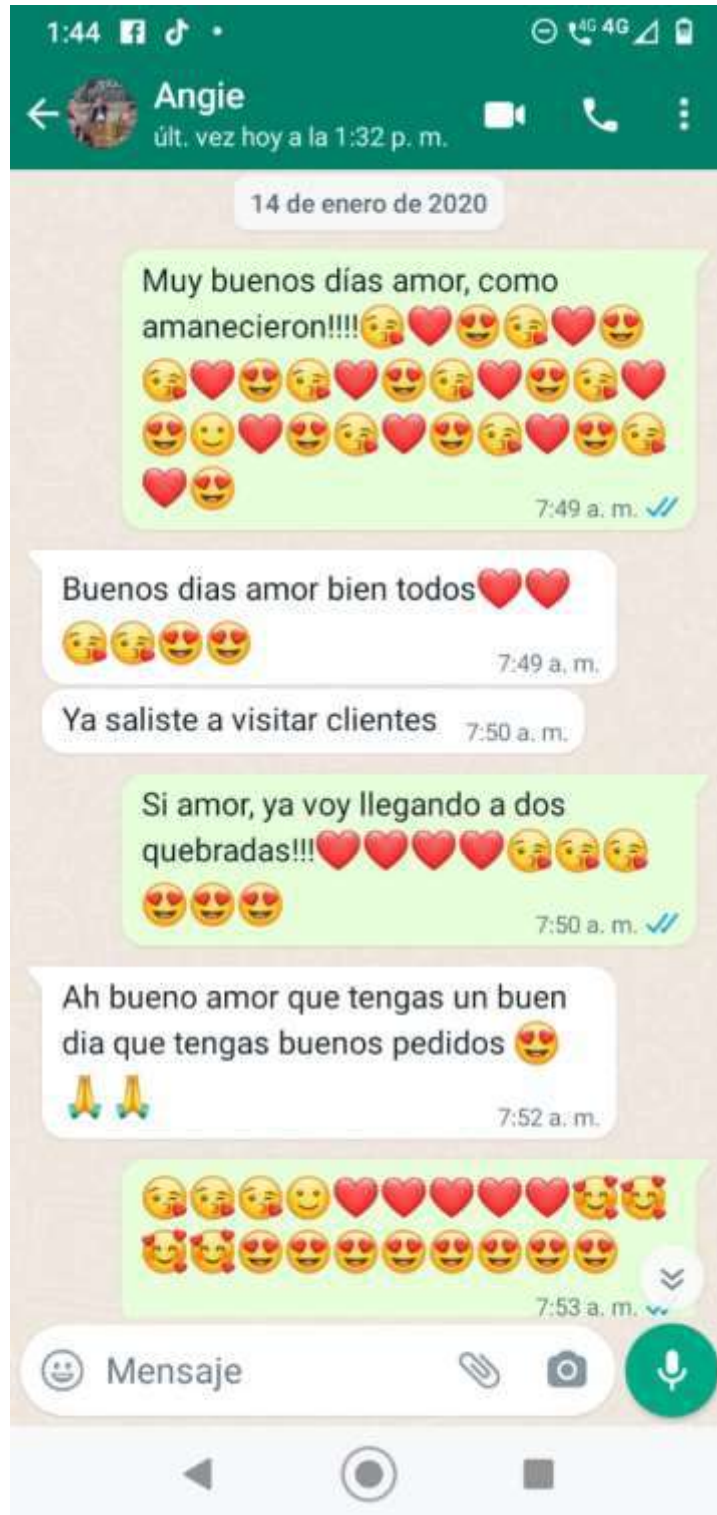 1:44 4G 4G
Angie
últ. vez hoy a la 1:32 p. m.
14 de enero de 2020
Muy buenos días amor, como
amanecieron!!!!😘❤️😍😘❤️😍
😘❤️😍😘❤️😍😘❤️😍😘❤️
😍🙂❤️😍😘❤️😍😘❤️😍😘
❤️😍
7:49 a. m.
Buenos dias amor bien todos❤️❤️
😘😘😍😍
7:49 a. m.
Ya saliste a visitar clientes 7:50 a. m.
Si amor, ya voy llegando a dos
quebradas!!!❤️❤️❤️❤️😘😘😘
😍😍😍
7:50 a. m.
Ah bueno amor que tengas un buen
dia que tengas buenos pedidos 😍
🙏🙏
7:52 a. m.
😘😘😘🙂❤️❤️❤️❤️❤️🥰🥰
🥰🥰😍😍😍😍😍😍😍😍
7:53 a. m.
Mensaje